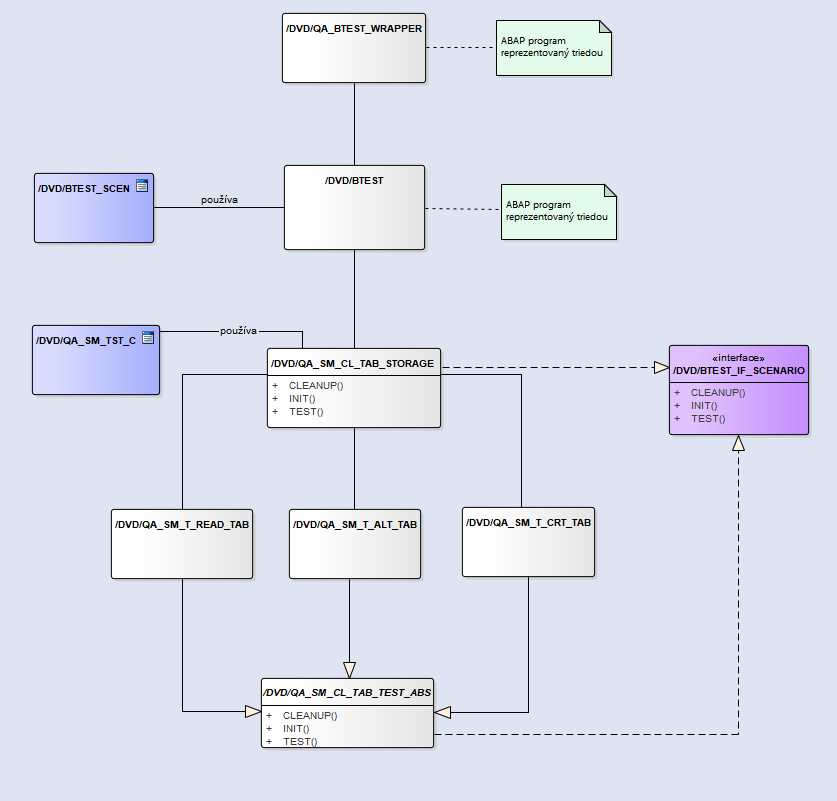 /DVD/QA_BTEST_WRAPPER
ABAP program
reprezentovaný triedou
/DVD/BTEST_SCEN
používa
/DVD/BTEST
ABAP program
reprezentovaný triedou
/DVD/QA_SM_TST_C
používa
/DVD/QA_SM_CL_TAB_STORAGE
+ CLEANUP()
+ INIT()
+ TEST()
«interface»
/DVD/BTEST_IF_SCENARIO
+ CLEANUP()
+ INIT()
+ TEST()
/DVD/QA_SM_T_READ_TAB
/DVD/QA_SM_T_ALT_TAB
/DVD/QA_SM_T_CRT_TAB
/DVD/QA_SM_CL_TAB_TEST_ABS
+ CLEANUP()
+ INIT()
+ TEST()